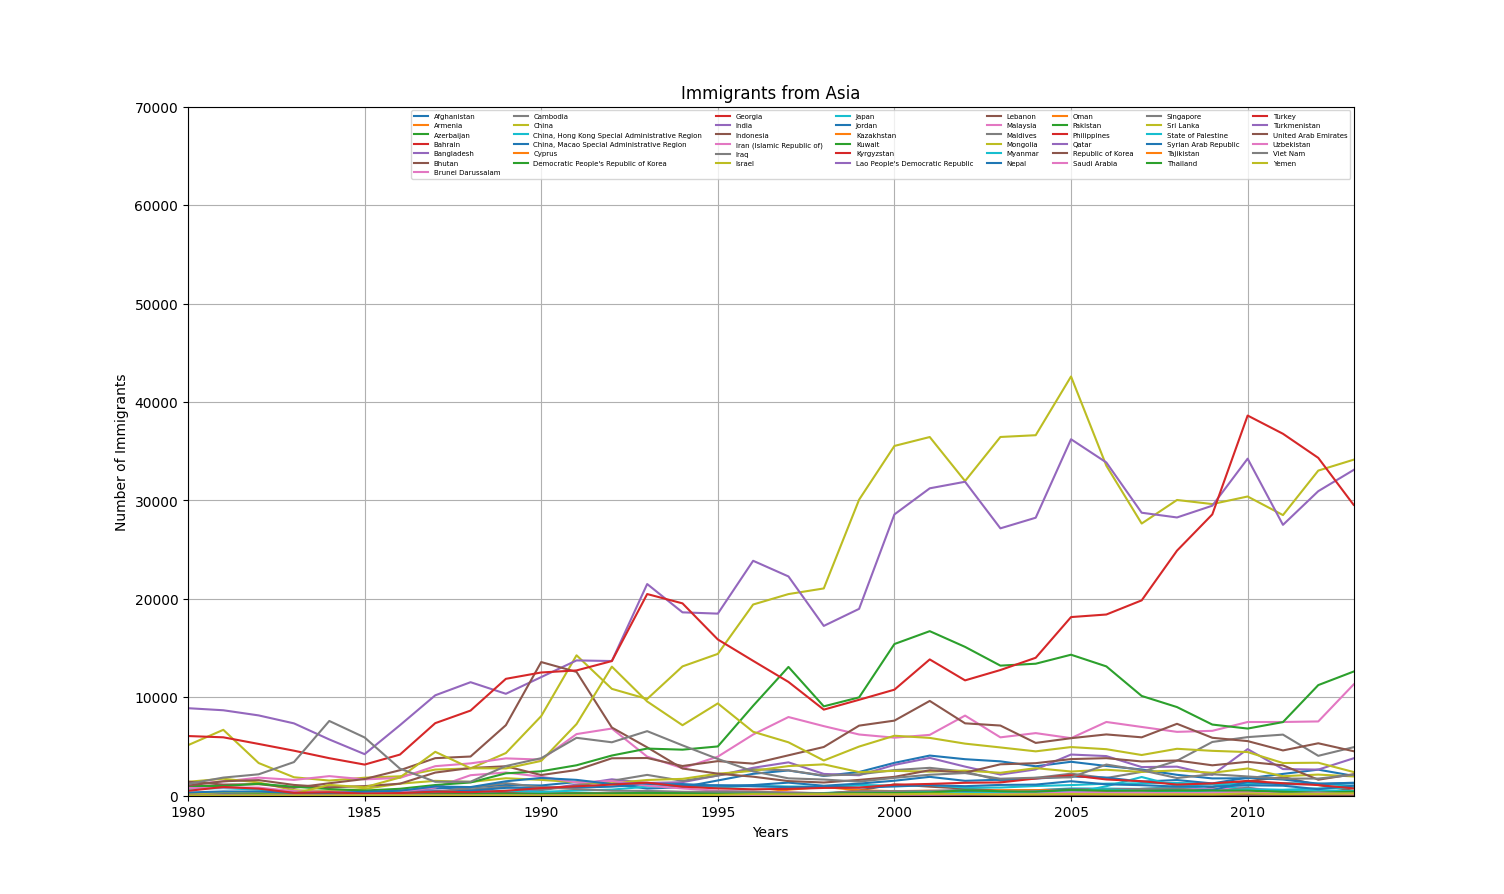 Immigrants from Asia
70000
60000
50000
40000
30000
20000
10000
0
Number of Immigrants
Afghanistan
Armenia
Azerbaijan
Bahrain
Bangladesh
Bhutan
Brunei Darussalam
Cambodia
China
China, Hong Kong Special Administrative Region
China, Macao Special Administrative Region
Cyprus
Democratic People's Republic of Korea
Georgia
India
Indonesia
Iran (Islamic Republic of)
Iraq
Israel
Japan
Jordan
Kazakhstan
Kuwait
Kyrgyzstan
Lao People's Democratic Republic
Lebanon
Malaysia
Maldives
Mongolia
Myanmar
Nepal
Oman
Pakistan
Philippines
Qatar
Republic of Korea
Saudi Arabia
Singapore
Sri Lanka
State of Palestine
Syrian Arab Republic
Tajikistan
Thailand
Turkey
Turkmenistan
United Arab Emirates
Uzbekistan
Viet Nam
Yemen
1980
1985
1990
1995
2000
2005
2010
Years